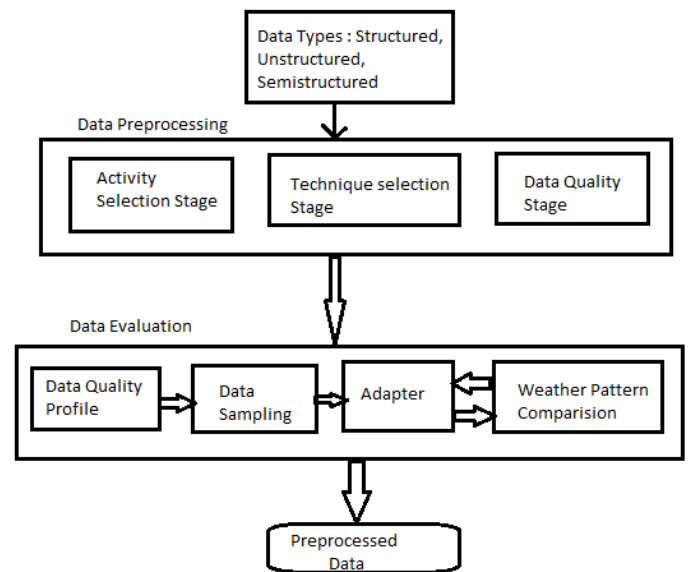 Data Types : Structured,
Unstructured,
Semistructured
Data Preprocessing
Activity
Selection Stage
Technique selection
Stage
Data Quality
Stage
Data Evaluation
Data Quality
Profile
Data
Sampling
Adapter
Weather Pattern
Comparision
Preprocessed
Data